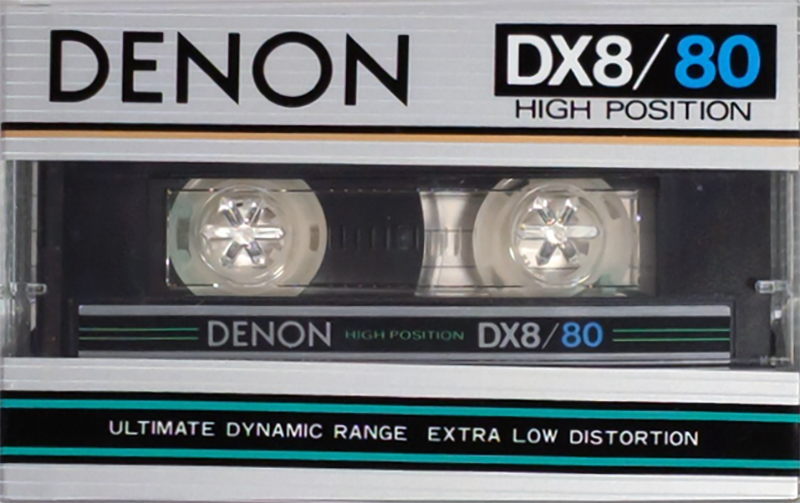 DENON
DX8/80
HIGH POSITION
DENON HIGH POSITION DX8/80
ULTIMATE DYNAMIC RANGE EXTRA LOW DISTORTION